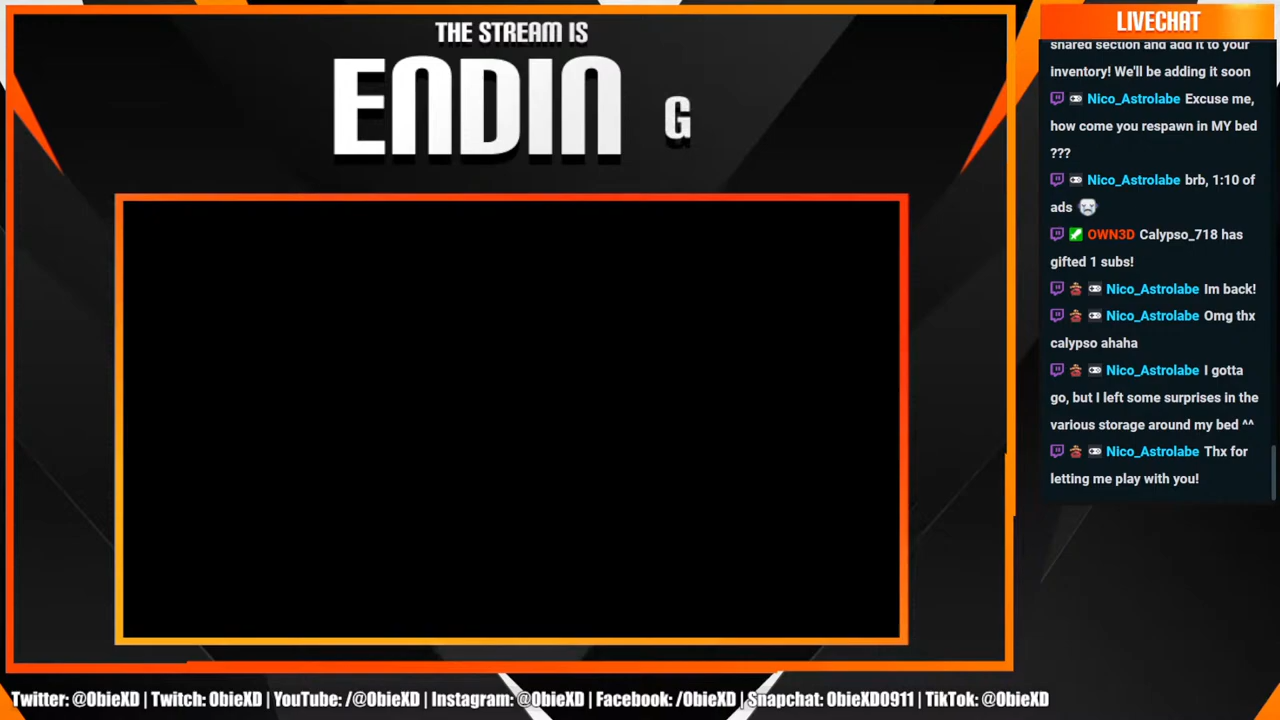 THE STREAM IS
ENDIN G
LIVECHAT
shared section and add it to your
inventory! We'll be adding it soon
Nico_Astrolabe Excuse me,
how come you respawn in MY bed
???
Nico_Astrolabe brb, 1:10 of
ads
OWN3D Calypso_718 has
gifted 1 subs!
Nico_Astrolabe Im back!
Nico_Astrolabe Omg thx
calypso ahaha
Nico_Astrolabe I gotta
go, but I left some surprises in the
various storage around my bed ^^
Nico_Astrolabe Thx for
letting me play with you!
Twitter: @ObieXD | Twitch: ObieXD | YouTube: /@ObieXD | Instagram: @ObieXD | Facebook: /ObieXD | Snapchat: ObieXD0911 | TikTok: @ObieXD